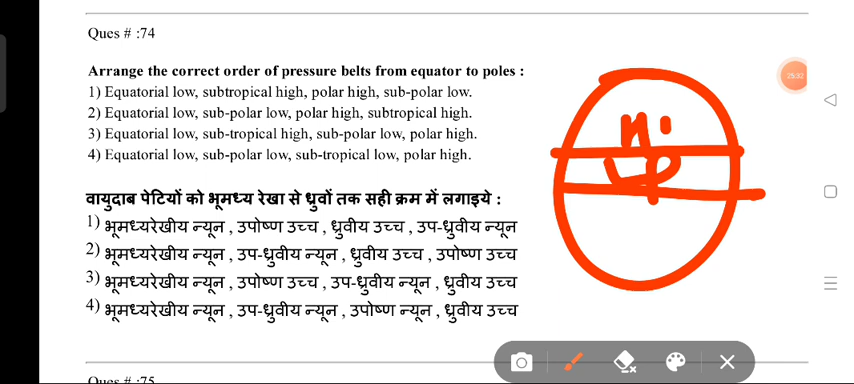 Ques # :74
Arrange the correct order of pressure belts from equator to poles :
1) Equatorial low, subtropical high, polar high, sub-polar low.
2) Equatorial low, sub-polar low, polar high, subtropical high.
3) Equatorial low, sub-tropical high, sub-polar low, polar high.
4) Equatorial low, sub-polar low, sub-tropical low, polar high.
वायुदाब पेटियों को भूमध्य रेखा से ध्रुवों तक सही क्रम में लगाइये :
1) भूमध्यरेखीय न्यून , उपोष्ण उच्च , ध्रुवीय उच्च , उप-ध्रुवीय न्यून
2) भूमध्यरेखीय न्यून , उप-ध्रुवीय न्यून , ध्रुवीय उच्च , उपोष्ण उच्च
3) भूमध्यरेखीय न्यून , उपोष्ण उच्च , उप-ध्रुवीय न्यून , ध्रुवीय उच्च
4) भूमध्यरेखीय न्यून , उप-ध्रुवीय न्यून , उपोष्ण न्यून , ध्रुवीय उच्च
Ques # :75